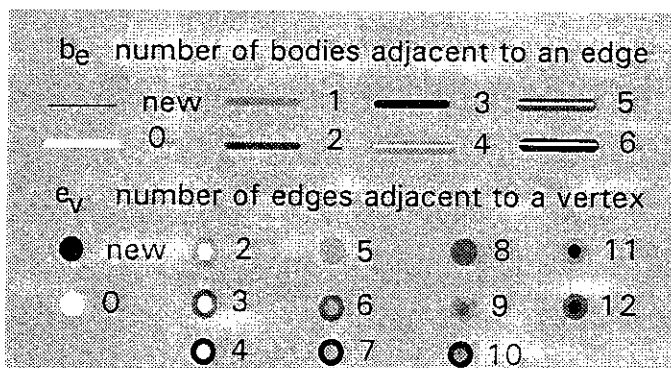 be number of bodies adjacent to an edge
new 1 3 5
0 2 4 6
ev number of edges adjacent to a vertex
new 2 5 8 11
0 3 6 9 12
4 7 10